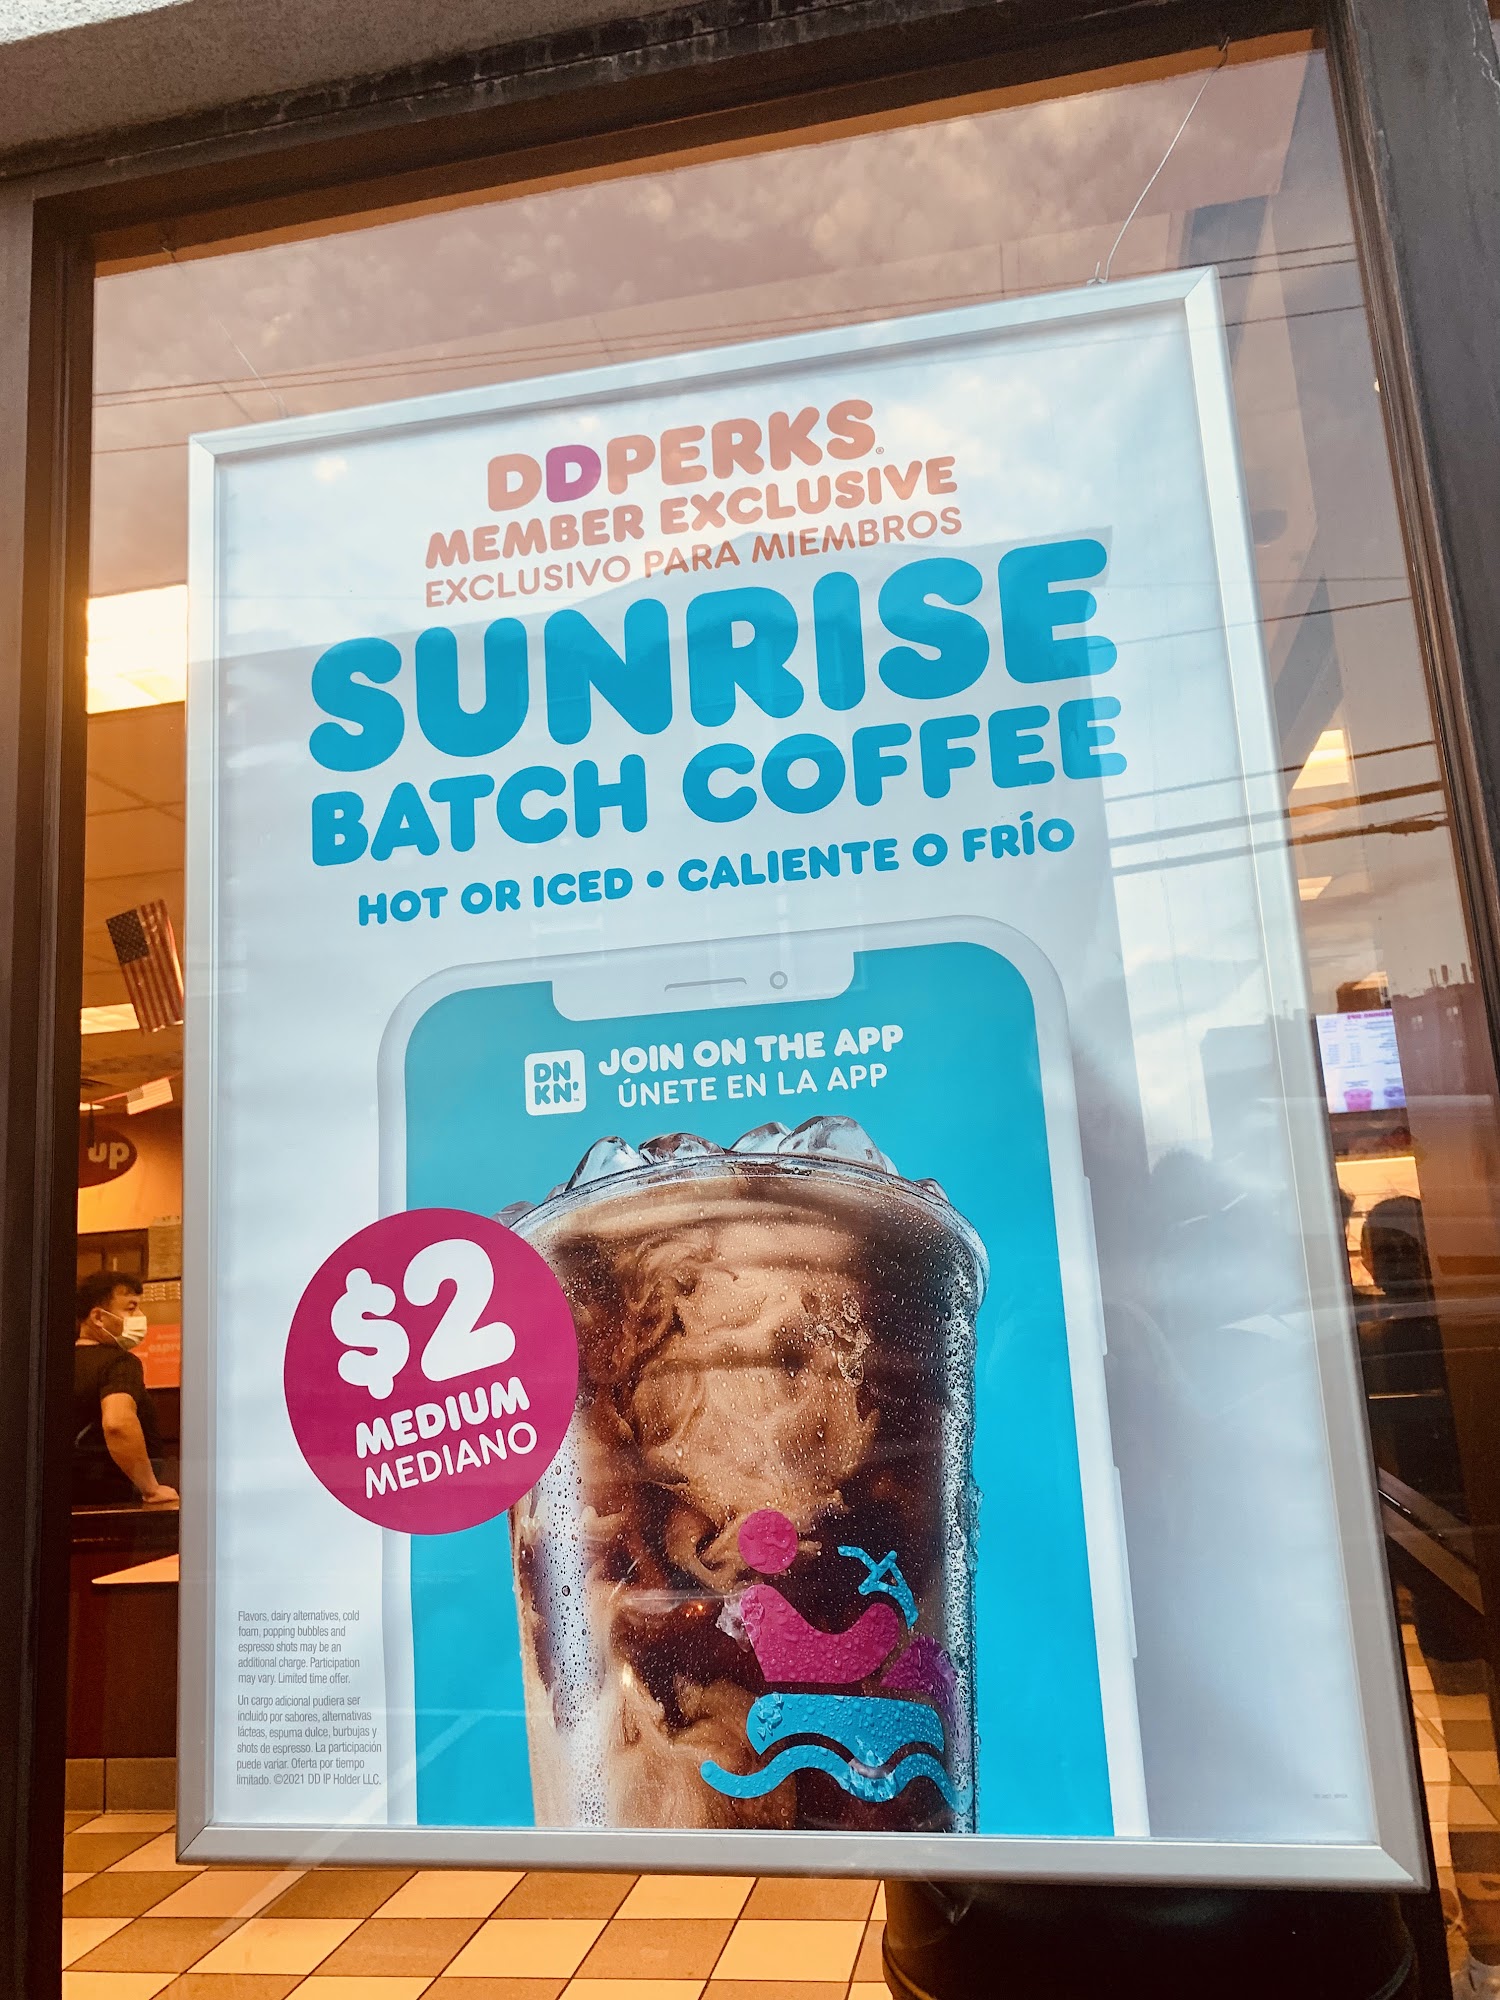 DDPERKS®
MEMBER EXCLUSIVE
EXCLUSIVO PARA MIEMBROS
SUNRISE
BATCH COFFEE
HOT OR ICED • CALIENTE O FRÍO
DN
KN'™
JOIN ON THE APP
ÚNETE EN LA APP
$2
MEDIUM
MEDIANO
Flavors, dairy alternatives, cold
foam, popping bubbles and
espresso shots may be an
additional charge. Participation
may vary. Limited time offer.
Un cargo adicional pudiera ser
incluido por sabores, alternativas
lácteas, espuma dulce, burbujas y
shots de espresso. La participación
puede variar. Oferta por tiempo
limitado. ©2021 DD IP Holder LLC.
up